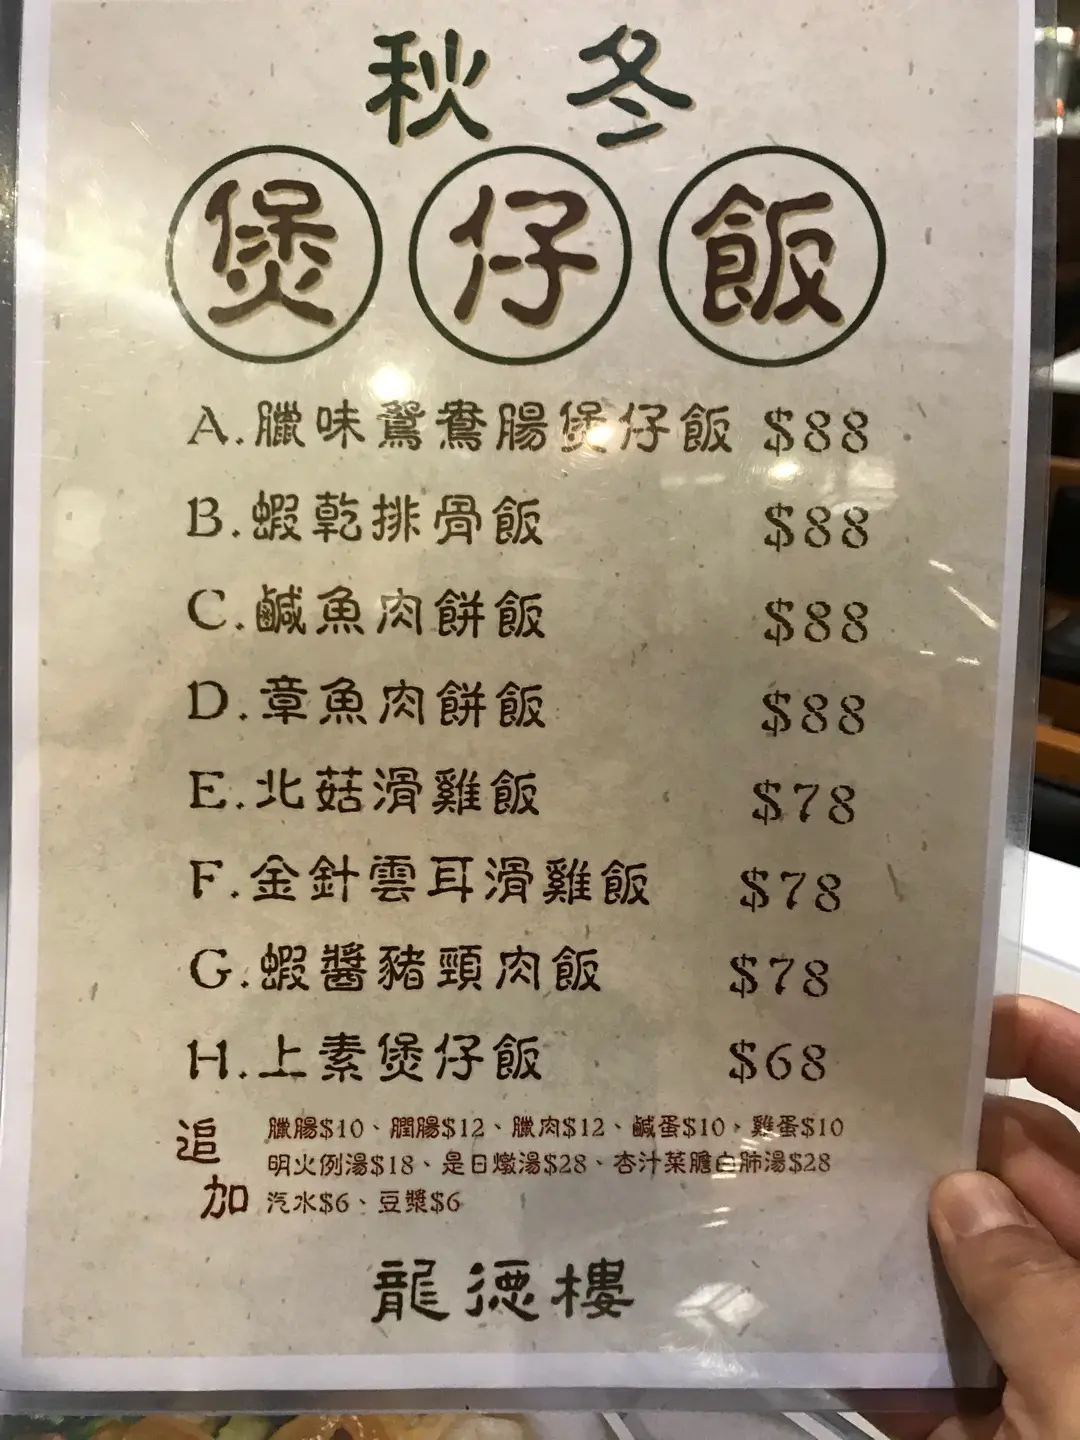 秋冬
煲仔飯
A.臘味鴛鴦腸煲仔飯 $88
B.蝦乾排骨飯 $88
C.鹹魚肉餅飯 $88
D.章魚肉餅飯 $88
E.北菇滑雞飯 $78
F.金針雲耳滑雞飯 $78
G.蝦醬豬頸肉飯 $78
H.上素煲仔飯 $68
追加
臘腸$10、潤腸$12、臘肉$12、鹹蛋$10、雞蛋$10
明火例湯$18、是日燉湯$28、杏汁菜膽白肺湯$28
汽水$6、豆漿$6
龍德樓